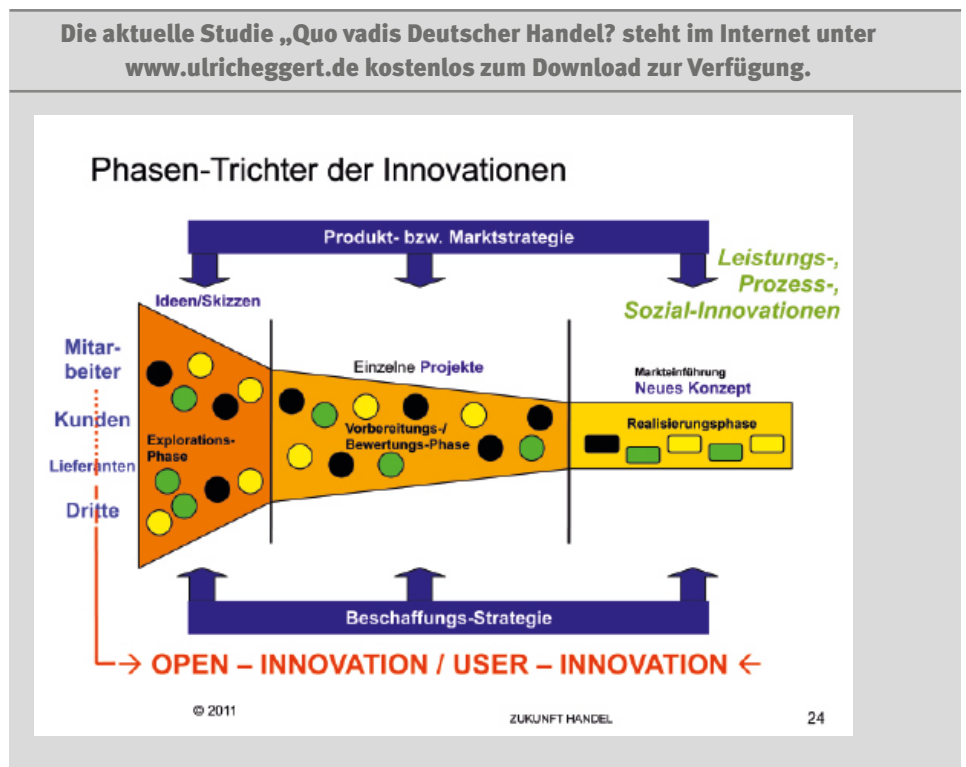 Die aktuelle Studie „Quo vadis Deutscher Handel? steht im Internet unter
www.ulricheggert.de kostenlos zum Download zur Verfügung.
Phasen-Trichter der Innovationen
Produkt- bzw. Marktstrategie
Leistungs-,
Prozess-,
Sozial-Innovationen
Ideen/Skizzen
Mitar-
beiter
Kunden
Lieferanten
Dritte
Explorations-
Phase
Einzelne Projekte
Vorbereitungs-/
Bewertungs-Phase
Markteinführung
Neues Konzept
Realisierungsphase
Beschaffungs-Strategie
→ OPEN – INNOVATION / USER – INNOVATION ←
© 2011
ZUKUNFT HANDEL
24